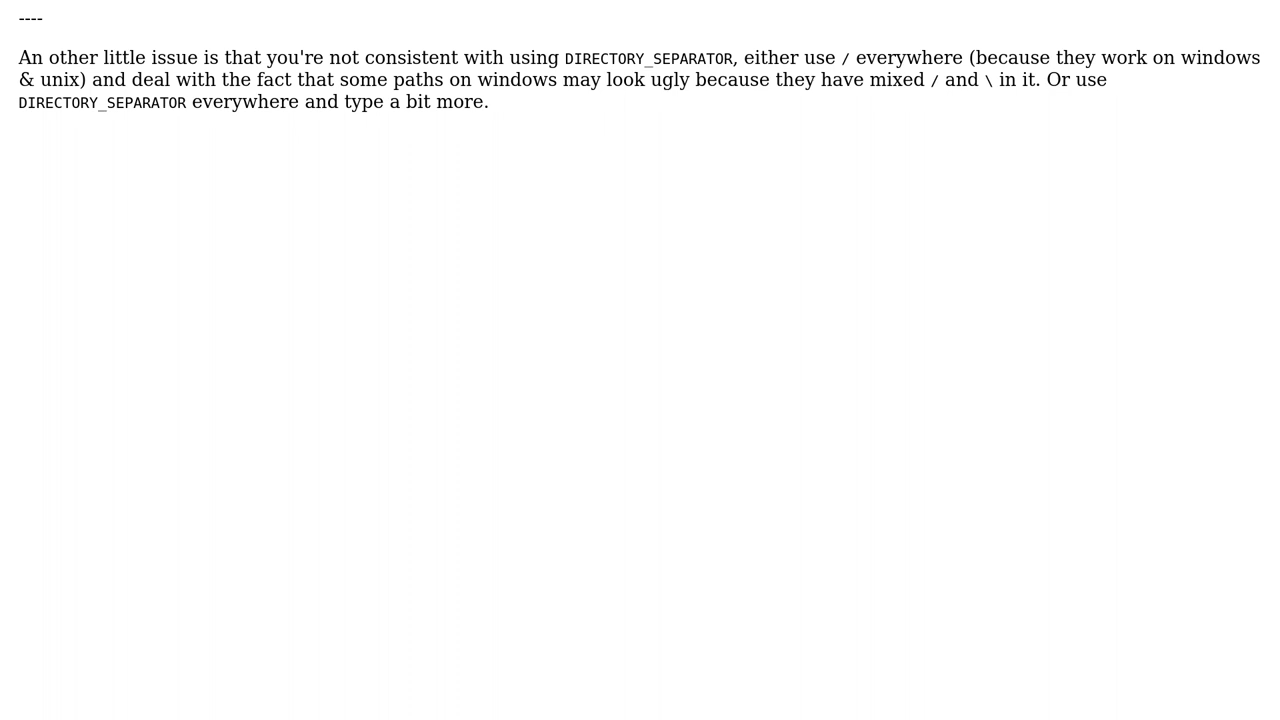 ----
An other little issue is that you're not consistent with using DIRECTORY_SEPARATOR, either use / everywhere (because they work on windows
& unix) and deal with the fact that some paths on windows may look ugly because they have mixed / and \ in it. Or use
DIRECTORY_SEPARATOR everywhere and type a bit more.